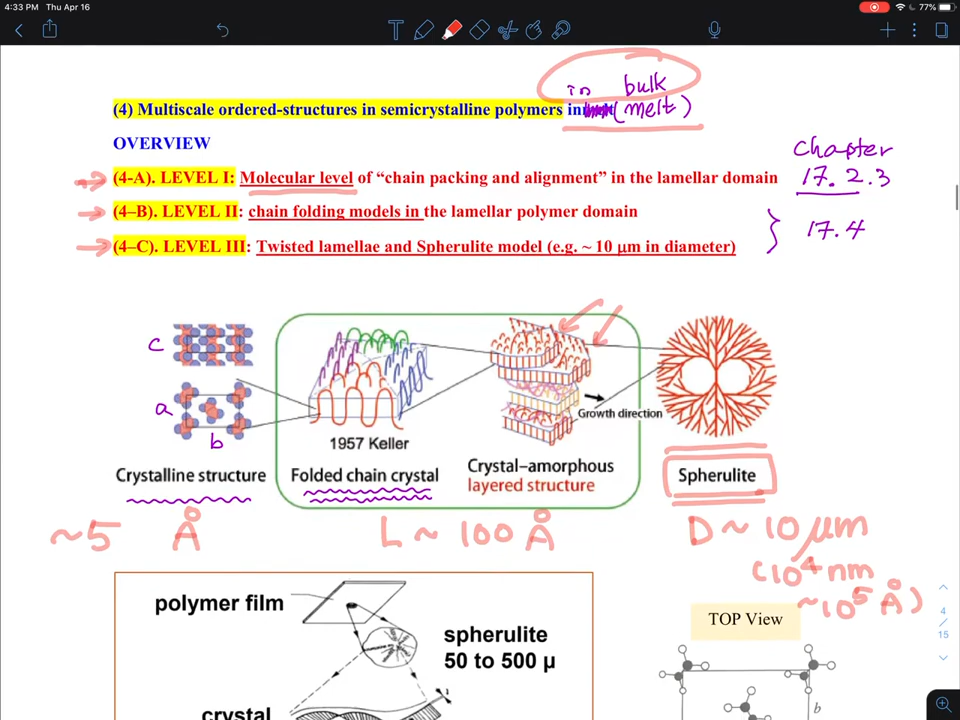 4:33 PM Thu Apr 16
77%
in bulk
(4) Multiscale ordered-structures in semicrystalline polymers in (melt)
OVERVIEW
Chapter
(4-A). LEVEL I: Molecular level of “chain packing and alignment” in the lamellar domain
17.2.3
(4–B). LEVEL II: chain folding models in the lamellar polymer domain
} 17.4
(4–C). LEVEL III: Twisted lamellae and Spherulite model (e.g. ~ 10 μm in diameter)
c
a
b
Growth direction
1957 Keller
Crystalline structure
Folded chain crystal
Crystal–amorphous
layered structure
Spherulite
~5 Å
L ~ 100 Å
D ~ 10 μm
(10⁴ nm
~10⁵ Å)
polymer film
spherulite
50 to 500 μ
crystal
TOP View
b
4
/
15